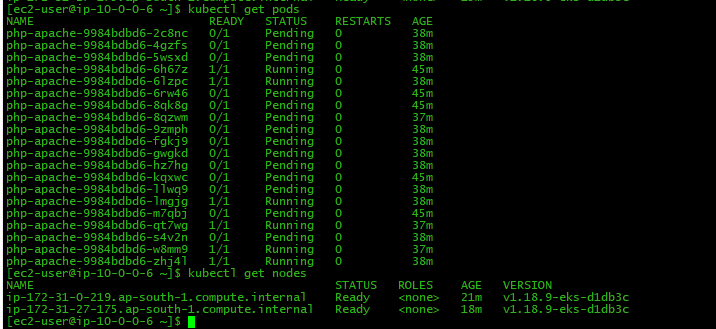 [ec2-user@ip-10-0-0-6 ~]$ kubectl get pods
NAME READY STATUS RESTARTS AGE
php-apache-9984bdbd6-2c8nc 0/1 Pending 0 38m
php-apache-9984bdbd6-4gzfs 0/1 Pending 0 38m
php-apache-9984bdbd6-5wsxd 0/1 Pending 0 38m
php-apache-9984bdbd6-6h67z 1/1 Running 0 45m
php-apache-9984bdbd6-6lzpc 1/1 Running 0 38m
php-apache-9984bdbd6-6rw46 0/1 Pending 0 45m
php-apache-9984bdbd6-8qk8g 0/1 Pending 0 45m
php-apache-9984bdbd6-8qzwm 0/1 Pending 0 37m
php-apache-9984bdbd6-9zmph 0/1 Pending 0 38m
php-apache-9984bdbd6-fgkj9 0/1 Pending 0 38m
php-apache-9984bdbd6-gwgkd 0/1 Pending 0 38m
php-apache-9984bdbd6-hz7hg 0/1 Pending 0 38m
php-apache-9984bdbd6-kqxwc 0/1 Pending 0 45m
php-apache-9984bdbd6-llwq9 0/1 Pending 0 38m
php-apache-9984bdbd6-lmgjg 1/1 Running 0 38m
php-apache-9984bdbd6-m7qbj 0/1 Pending 0 45m
php-apache-9984bdbd6-qt7wg 1/1 Running 0 37m
php-apache-9984bdbd6-s4v2n 0/1 Pending 0 38m
php-apache-9984bdbd6-w8mm9 1/1 Running 0 37m
php-apache-9984bdbd6-zhj4l 1/1 Running 0 38m
[ec2-user@ip-10-0-0-6 ~]$ kubectl get nodes
NAME STATUS ROLES AGE VERSION
ip-172-31-0-219.ap-south-1.compute.internal Ready <none> 21m v1.18.9-eks-d1db3c
ip-172-31-27-175.ap-south-1.compute.internal Ready <none> 18m v1.18.9-eks-d1db3c
[ec2-user@ip-10-0-0-6 ~]$